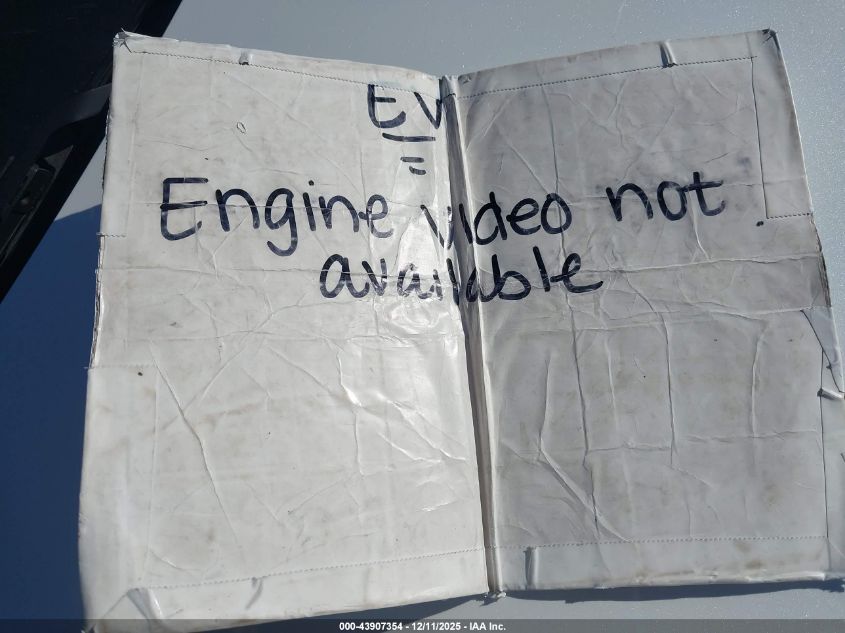 EV
=
Engine video not
available
000-43907354 - 12/11/2025 - IAA Inc.